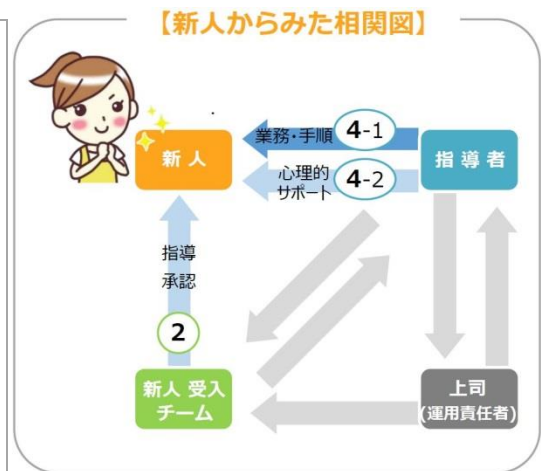 【新人からみた相関図】
業務・手順 4-1
新 人
指 導 者
心理的
サポート
4-2
指導
承認
2
新人 受入
チーム
上司
(運用責任者)